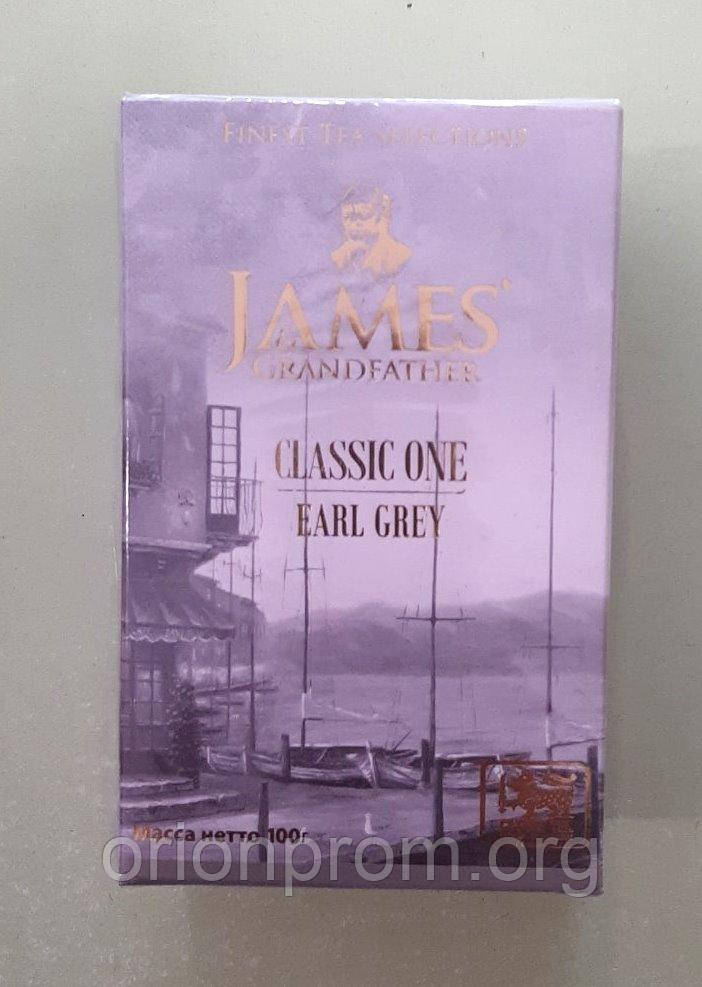 FINEST TEA SELECTIONS
JAMES'
GRANDFATHER
CLASSIC ONE
EARL GREY
Масса нетто 100г
orionprom.org